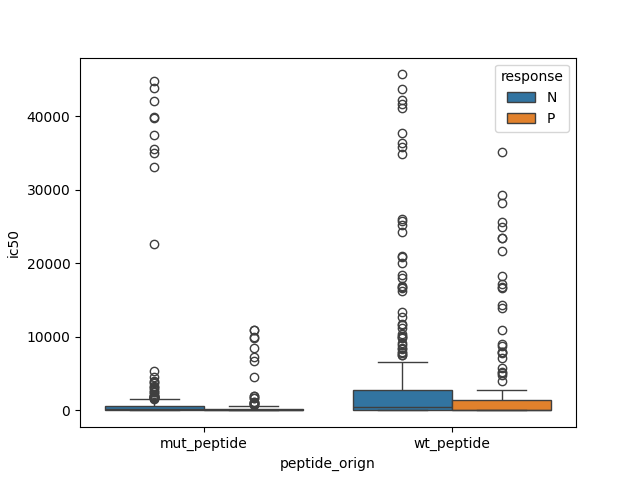 response
N
P
40000
30000
20000
10000
0
ic50
mut_peptide
wt_peptide
peptide_orign